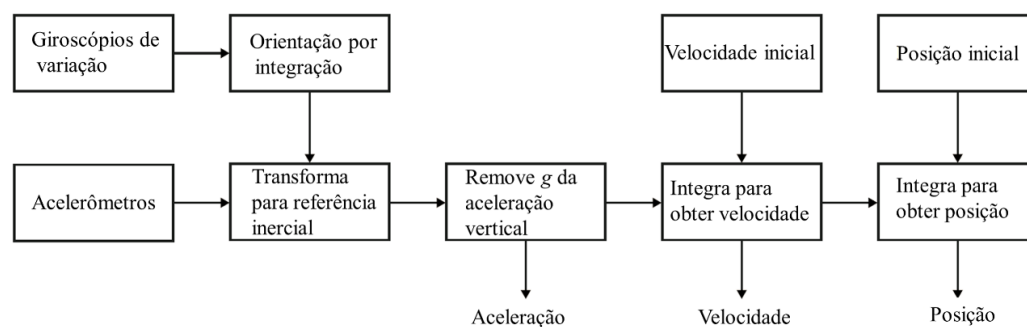 Giroscópios de
variação
Orientação por
integração
Velocidade inicial
Posição inicial
Acelerômetros
Transforma
para referência
inercial
Remove g da
aceleração
vertical
Integra para
obter velocidade
Integra para
obter posição
Aceleração
Velocidade
Posição